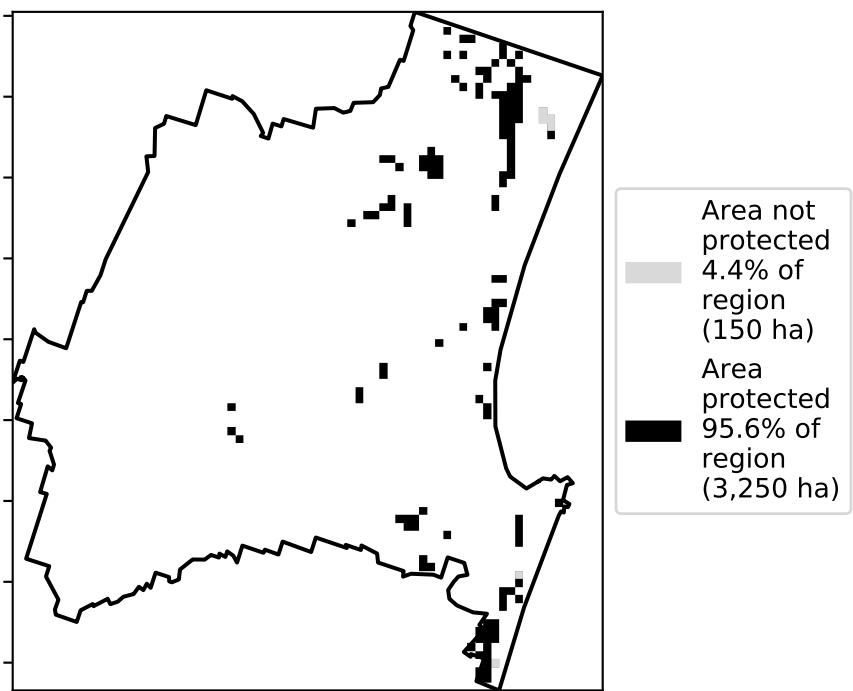 Area not
protected
4.4% of
region
(150 ha)
Area
protected
95.6% of
region
(3,250 ha)